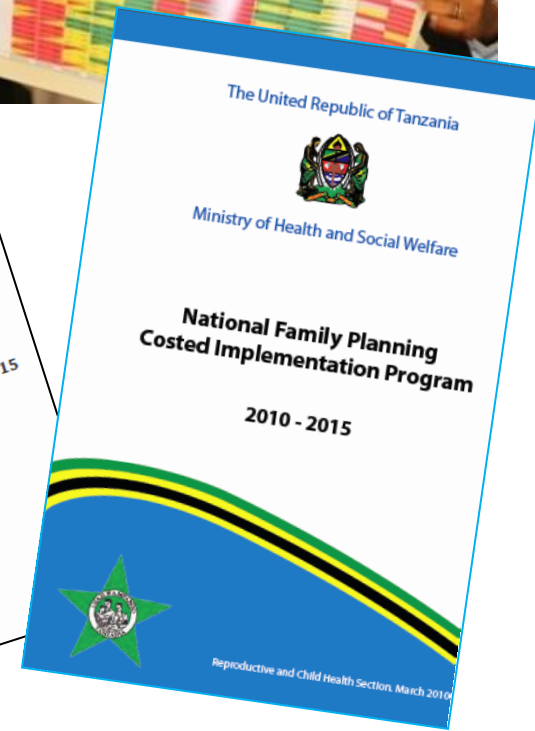 The United Republic of Tanzania
Ministry of Health and Social Welfare
National Family Planning
Costed Implementation Program
2010 - 2015
15
Reproductive and Child Health Section. March 2010